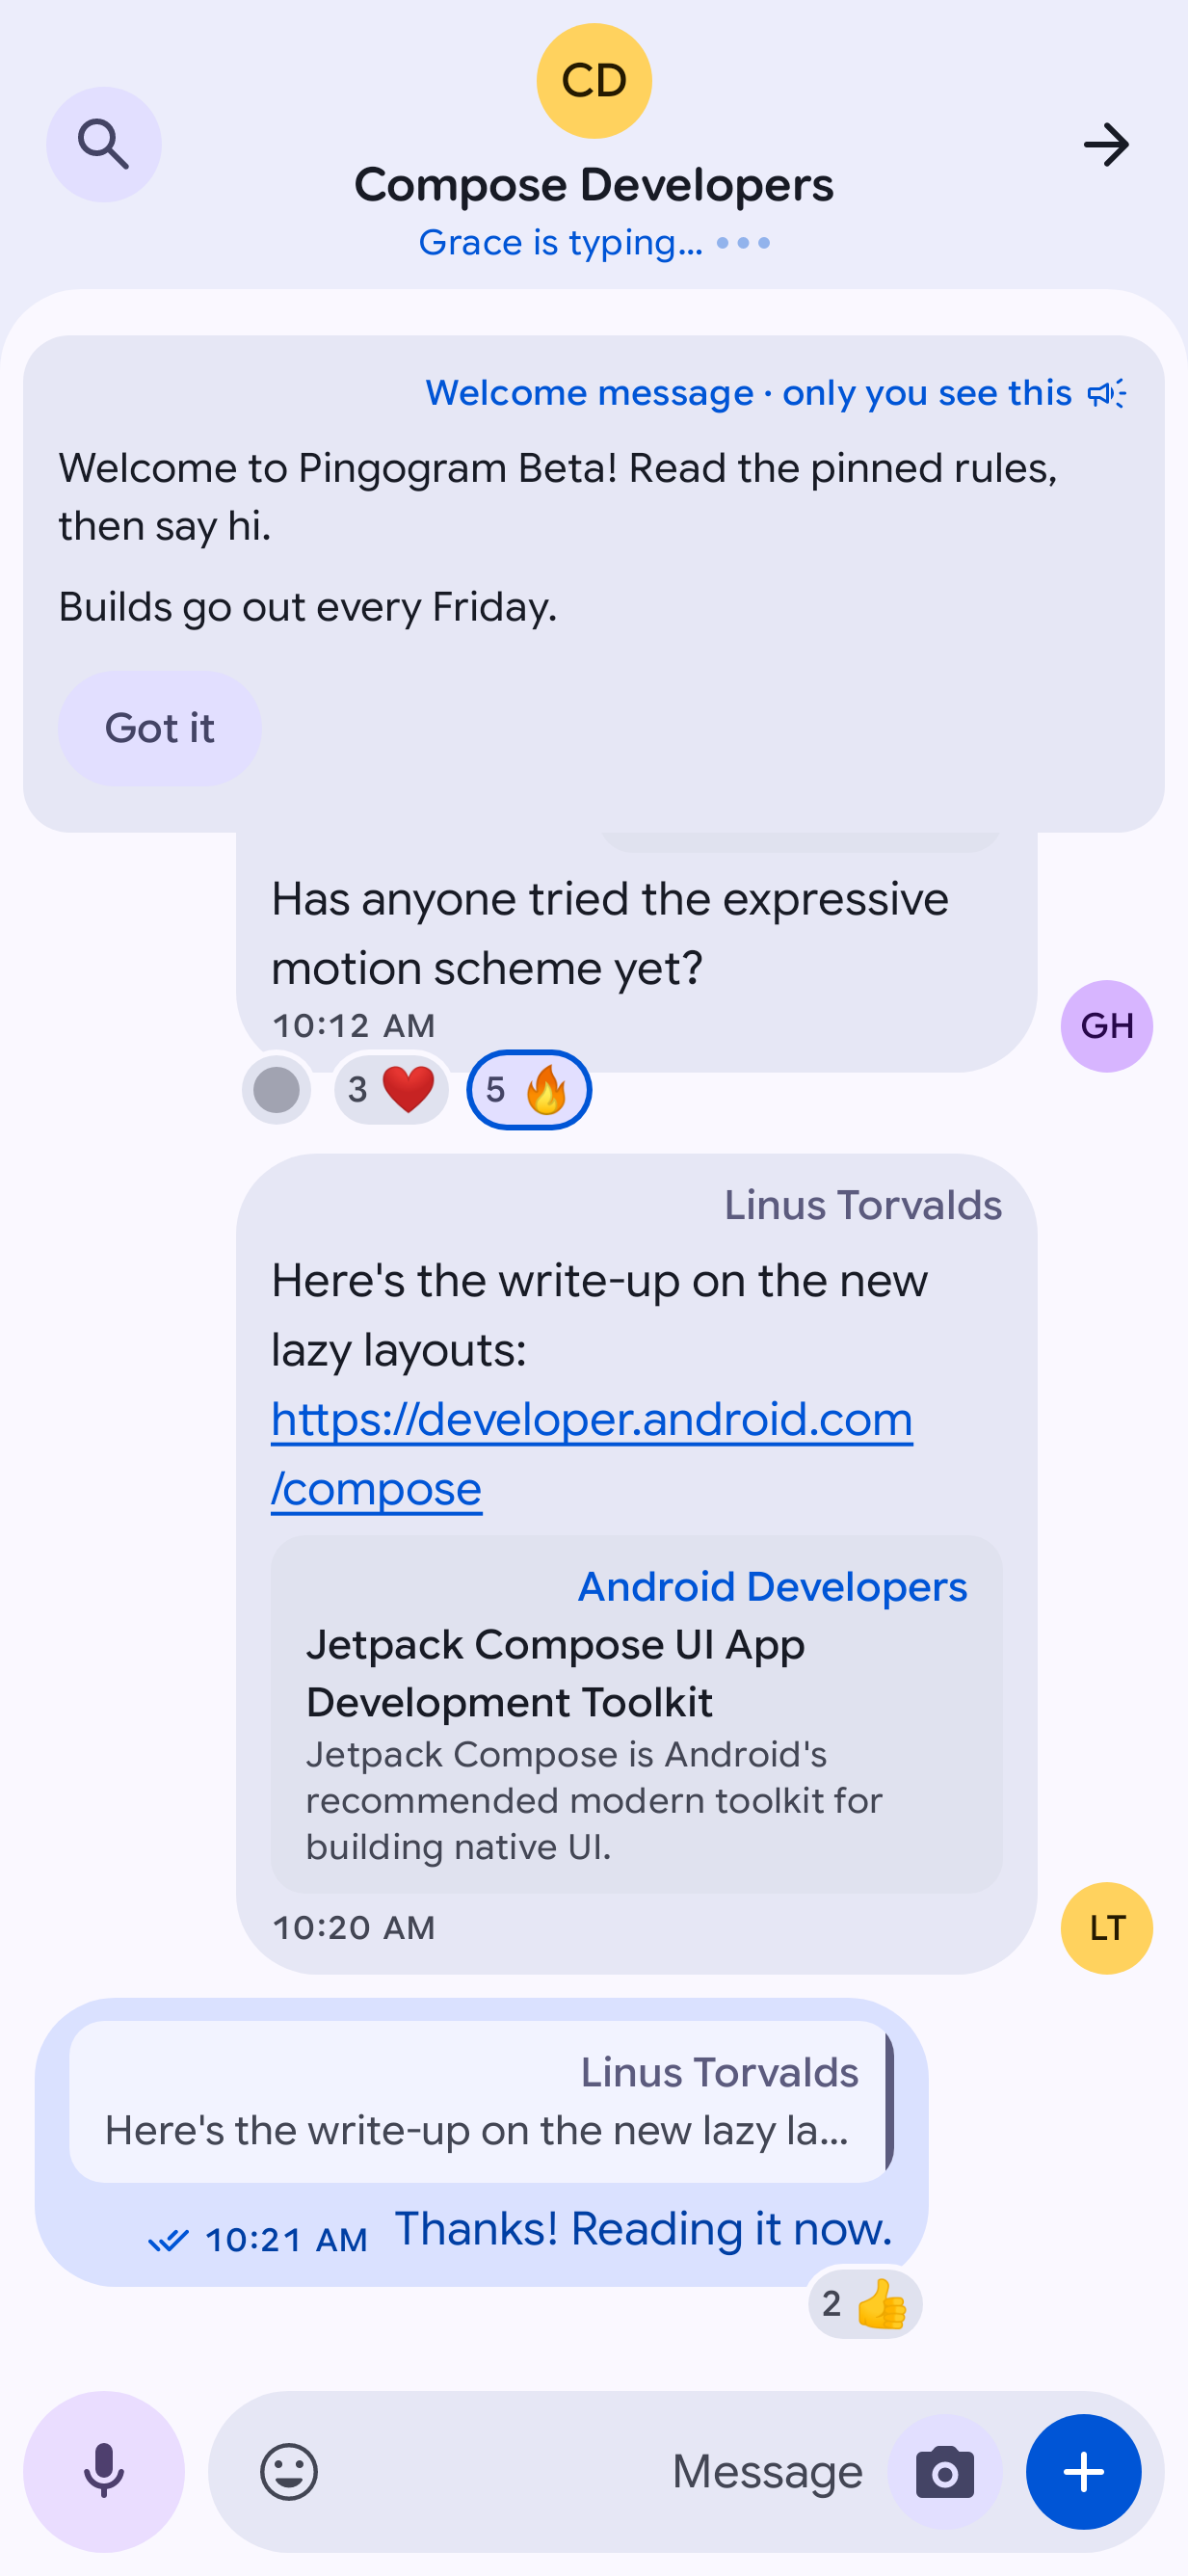 CD
Compose Developers
Grace is typing...
Welcome message · only you see this
Welcome to Pingogram Beta! Read the pinned rules,
then say hi.
Builds go out every Friday.
Got it
Has anyone tried the expressive
motion scheme yet?
10:12 AM
GH
3 ❤️
5 🔥
Linus Torvalds
Here's the write-up on the new
lazy layouts:
https://developer.android.com
/compose
Android Developers
Jetpack Compose UI App
Development Toolkit
Jetpack Compose is Android's
recommended modern toolkit for
building native UI.
10:20 AM
LT
Linus Torvalds
Here's the write-up on the new lazy la...
Thanks! Reading it now.
10:21 AM
2 👍
Message